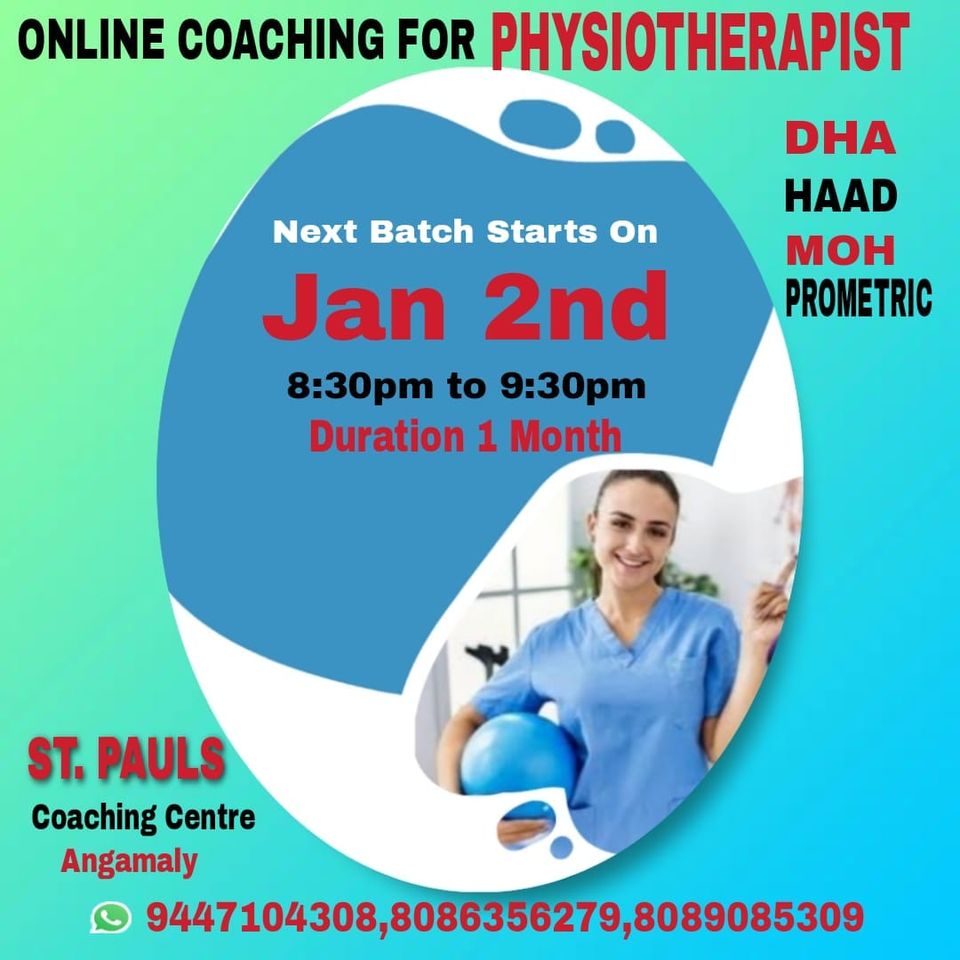 ONLINE COACHING FOR PHYSIOTHERAPIST
DHA
HAAD
MOH
PROMETRIC
Next Batch Starts On
Jan 2nd
8:30pm to 9:30pm
Duration 1 Month
ST. PAULS
Coaching Centre
Angamaly
9447104308,8086356279,8089085309